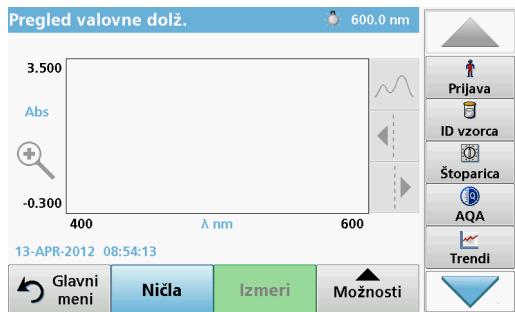 Pregled valovne dolž.
600.0 nm
3.500
Abs
-0.300
400
λ nm
600
13-APR-2012 08:54:13
Glavni
meni
Ničla
Izmeri
Možnosti
Prijava
ID vzorca
Štoparica
AQA
Trendi